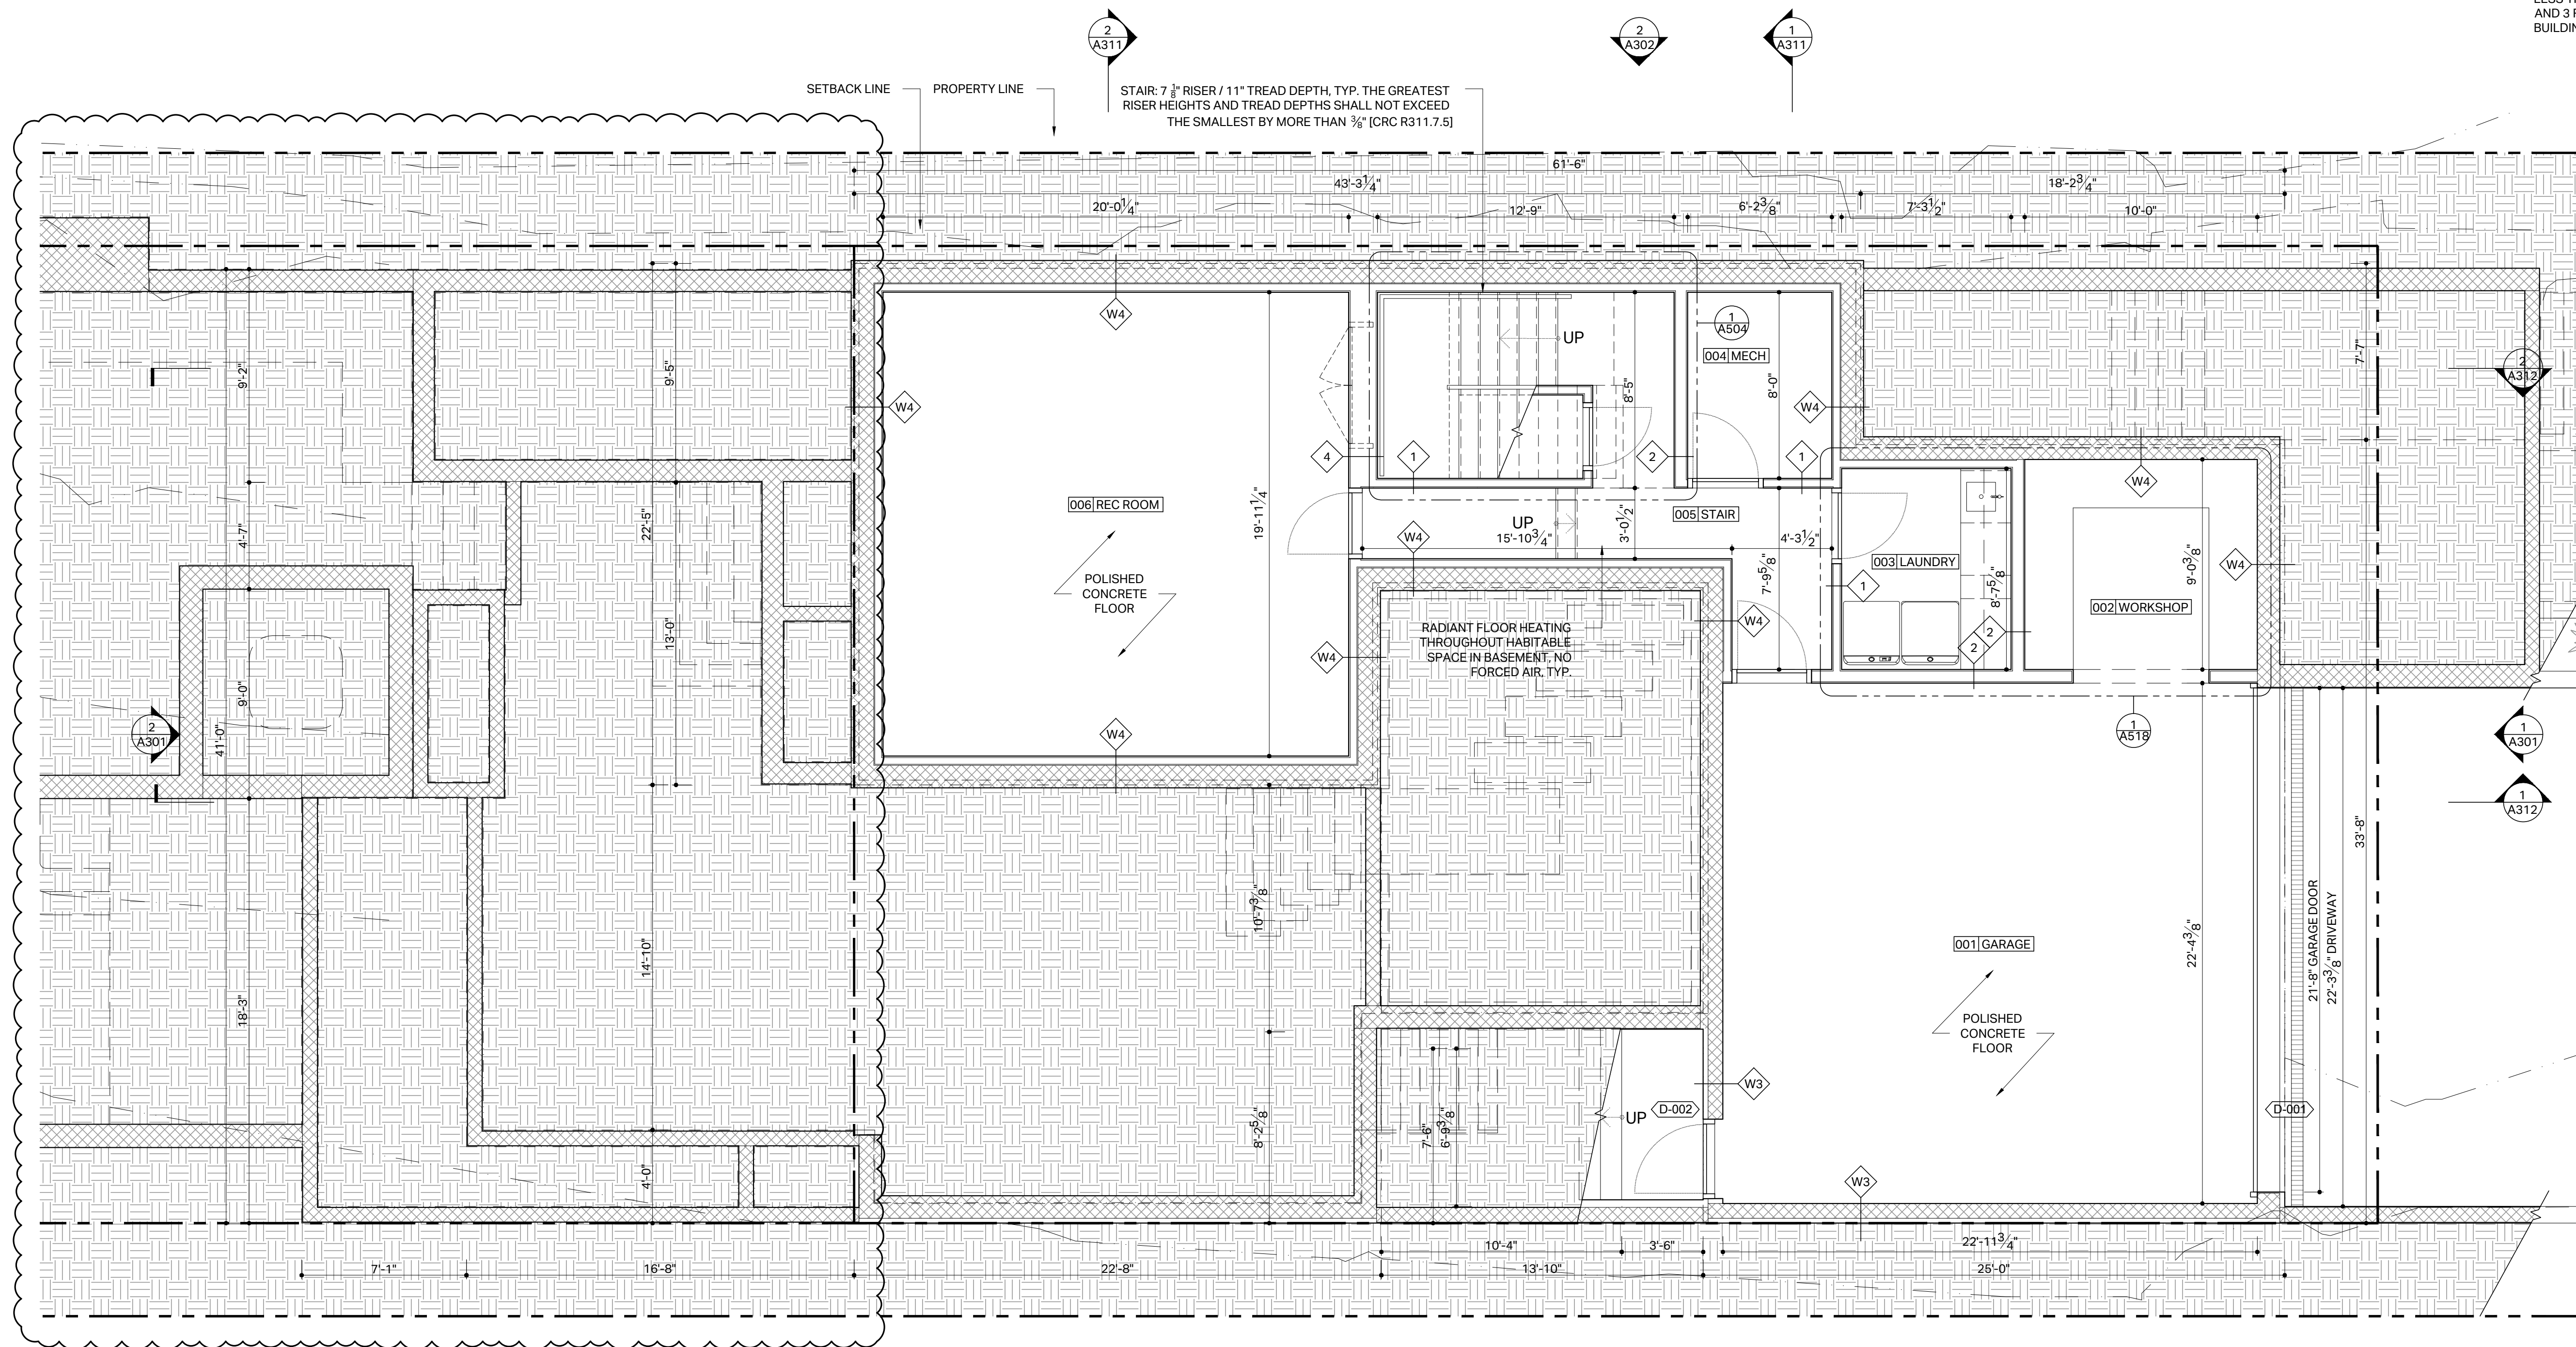 LESS T
AND 3 F
BUILDIN
2
A311
2
A302
1
A311
SETBACK LINE
PROPERTY LINE
STAIR: 7 1/8" RISER / 11" TREAD DEPTH, TYP. THE GREATEST
RISER HEIGHTS AND TREAD DEPTHS SHALL NOT EXCEED
THE SMALLEST BY MORE THAN 3/8" [CRC R311.7.5]
61'-6"
43'-3 1/4"
18'-2 3/4"
20'-0 1/4"
12'-9"
6'-2 3/8"
7'-3 1/2"
10'-0"
W4
1
A504
UP
004 MECH
7'-7"
2
A312
9'-2"
9'-5"
8'-5"
8'-0"
W4
W4
4
1
2
1
W4
006 REC ROOM
19'-11 1/4"
005 STAIR
UP
15'-10 3/4"
3'-0 1/2"
4'-3 1/2"
4'-7"
22'-5"
W4
003 LAUNDRY
9'-0 3/8"
W4
7'-9 5/8"
1
8'-7 5/8"
002 WORKSHOP
POLISHED
CONCRETE
FLOOR
RADIANT FLOOR HEATING
THROUGHOUT HABITABLE
SPACE IN BASEMENT, NO
FORCED AIR, TYP.
W4
W4
2
2
13'-0"
9'-0"
41'-0"
2
A301
W4
1
A518
1
A301
1
A312
33'-8"
10'-7 3/8"
14'-10"
18'-3"
001 GARAGE
22'-4 3/8"
21'-8" GARAGE DOOR
22'-3 3/8" DRIVEWAY
POLISHED
CONCRETE
FLOOR
W3
8'-2 5/8"
7'-6"
6'-9 3/8"
UP
D-002
D-001
4'-0"
W3
10'-4"
3'-6"
22'-11 3/4"
7'-1"
16'-8"
22'-8"
13'-10"
25'-0"